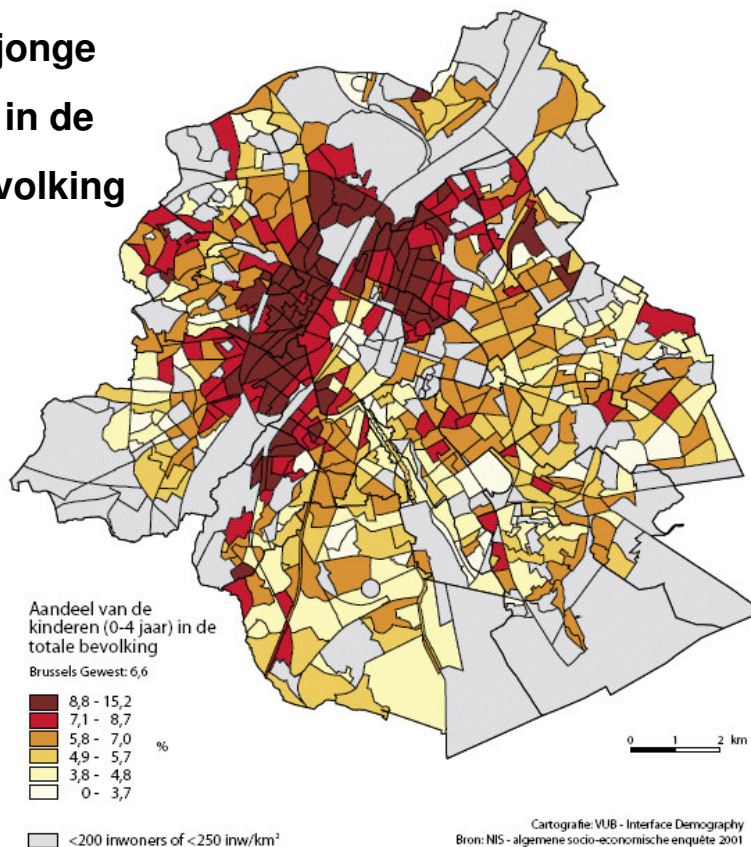 jonge
in de
volking
Aandeel van de
kinderen (0-4 jaar) in de
totale bevolking
Brussels Gewest: 6,6
8,8 - 15,2
7,1 - 8,7
5,8 - 7,0
4,9 - 5,7
3,8 - 4,8
0 - 3,7
%
<200 inwoners of <250 inw/km²
0 1 2 km
Cartografie: VUB - Interface Demography
Bron: NIS - algemene socio-economische enquête 2001